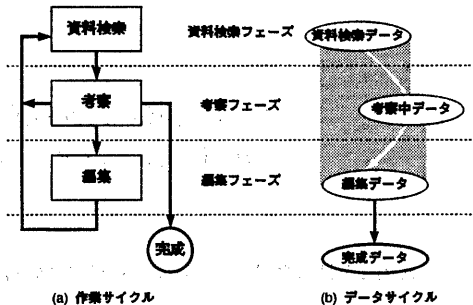 資料検索
資料検索フェーズ
資料検索データ
考察
考察フェーズ
考察中データ
編集
編集フェーズ
編集データ
完成
完成データ
(a) 作業サイクル
(b) データサイクル